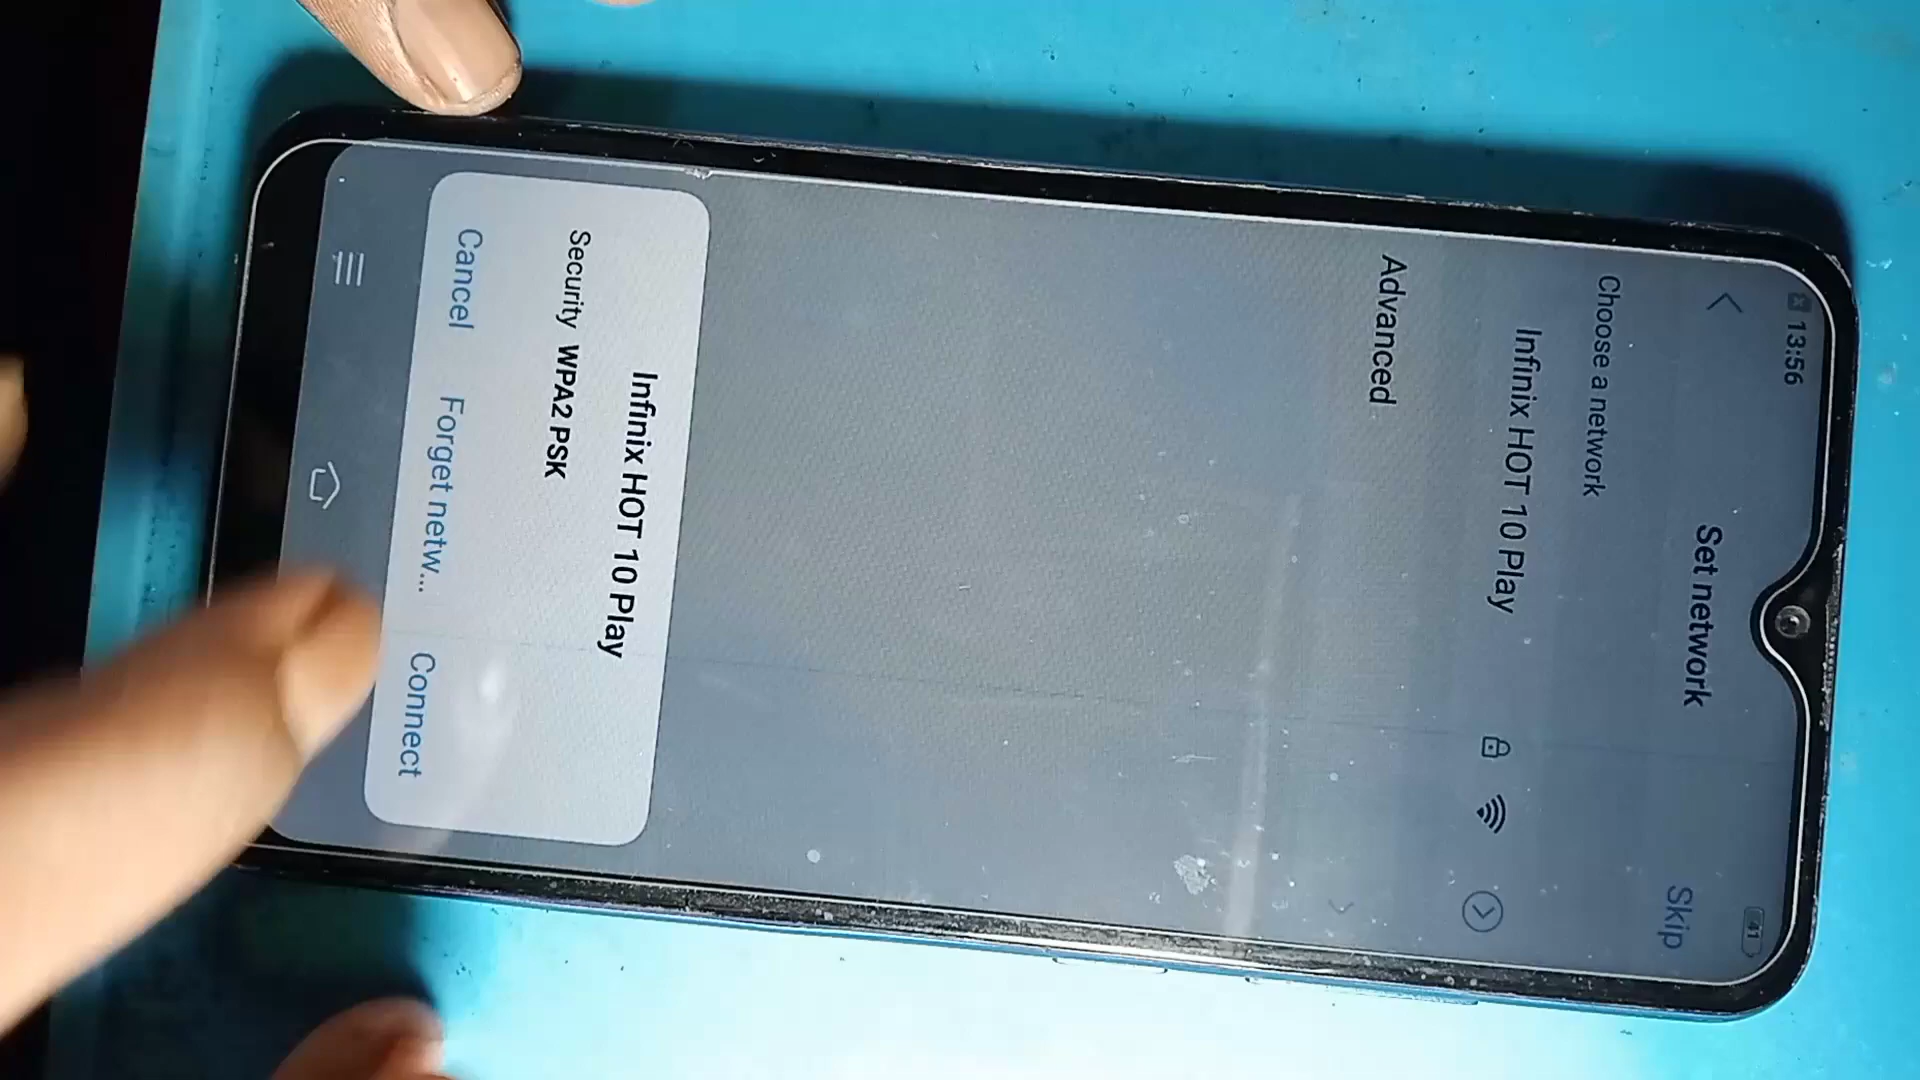 13:56
41
Set network
Skip
Choose a network
Infinix HOT 10 Play
Advanced
Infinix HOT 10 Play
Security WPA2 PSK
Cancel
Forget netw...
Connect